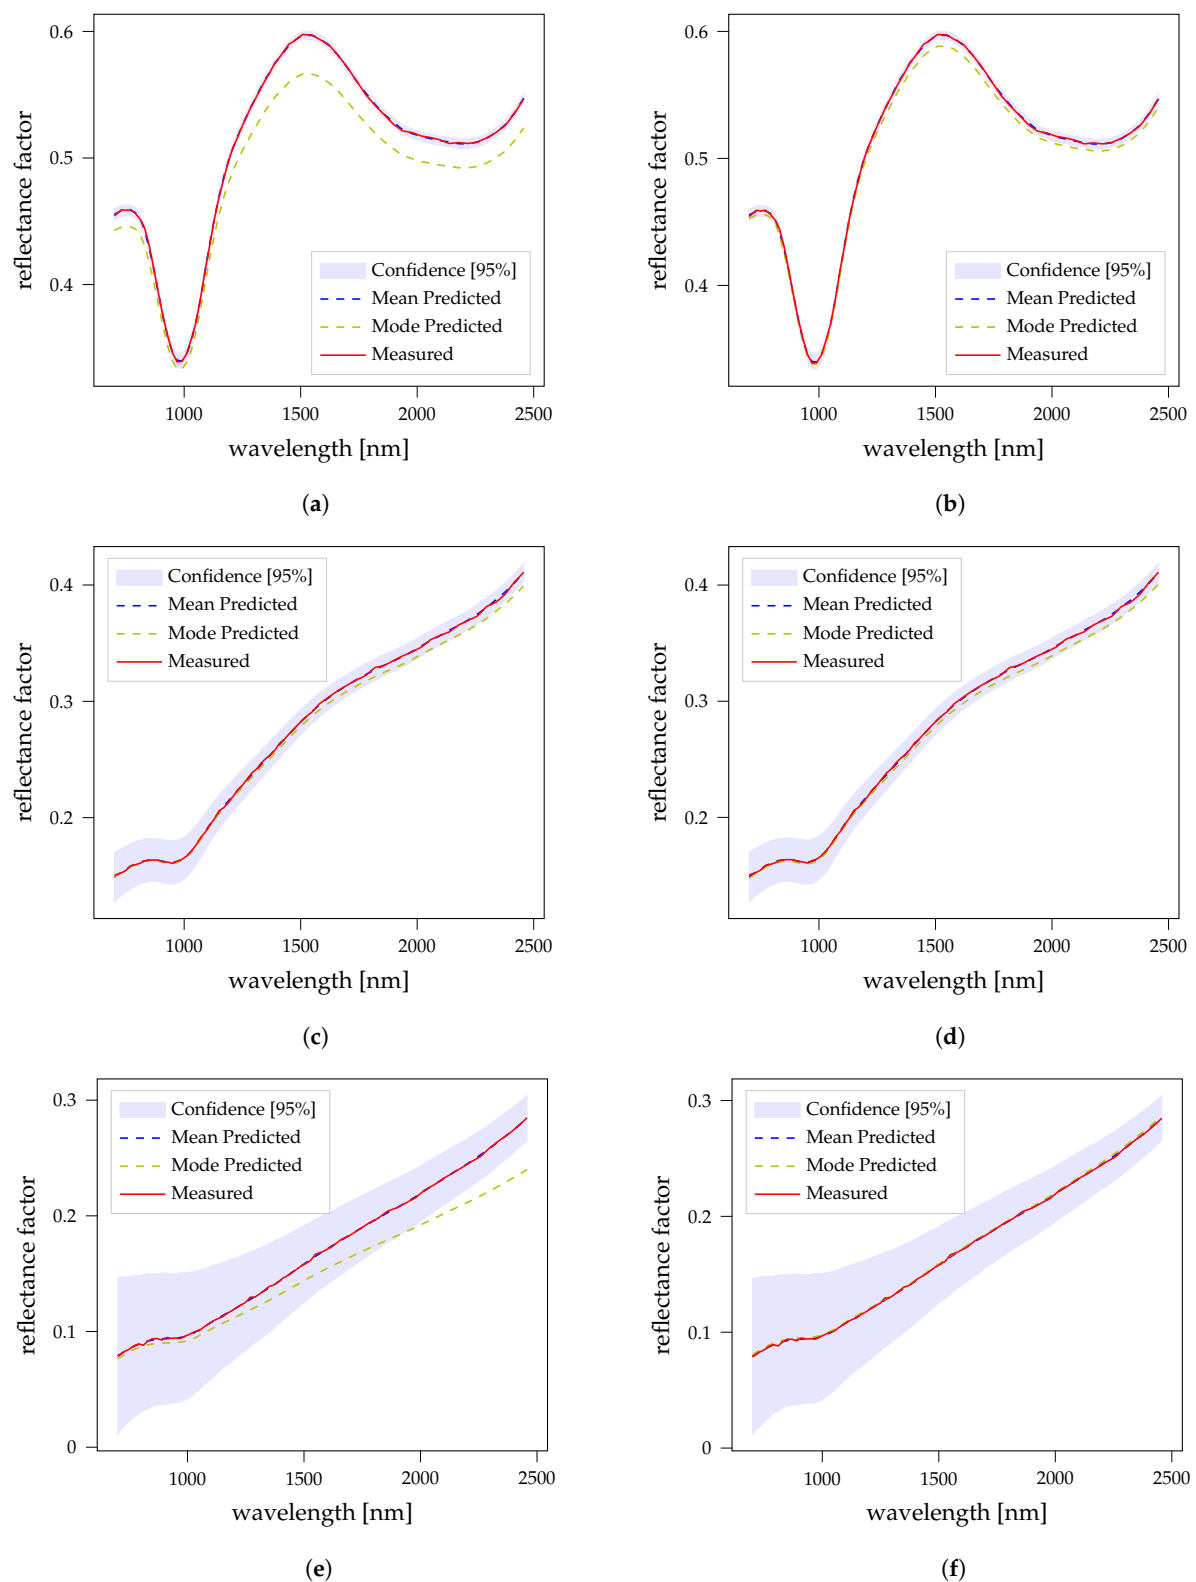 0.6
0.5
0.4
reflectance factor
Confidence [95%]
Mean Predicted
Mode Predicted
Measured
1000 1500 2000 2500
wavelength [nm]
(a)
0.6
0.5
0.4
reflectance factor
Confidence [95%]
Mean Predicted
Mode Predicted
Measured
1000 1500 2000 2500
wavelength [nm]
(b)
0.4
0.3
0.2
reflectance factor
Confidence [95%]
Mean Predicted
Mode Predicted
Measured
1000 1500 2000 2500
wavelength [nm]
(c)
0.4
0.3
0.2
reflectance factor
Confidence [95%]
Mean Predicted
Mode Predicted
Measured
1000 1500 2000 2500
wavelength [nm]
(d)
0.3
0.2
0.1
0
reflectance factor
Confidence [95%]
Mean Predicted
Mode Predicted
Measured
1000 1500 2000 2500
wavelength [nm]
(e)
0.3
0.2
0.1
0
reflectance factor
Confidence [95%]
Mean Predicted
Mode Predicted
Measured
1000 1500 2000 2500
wavelength [nm]
(f)